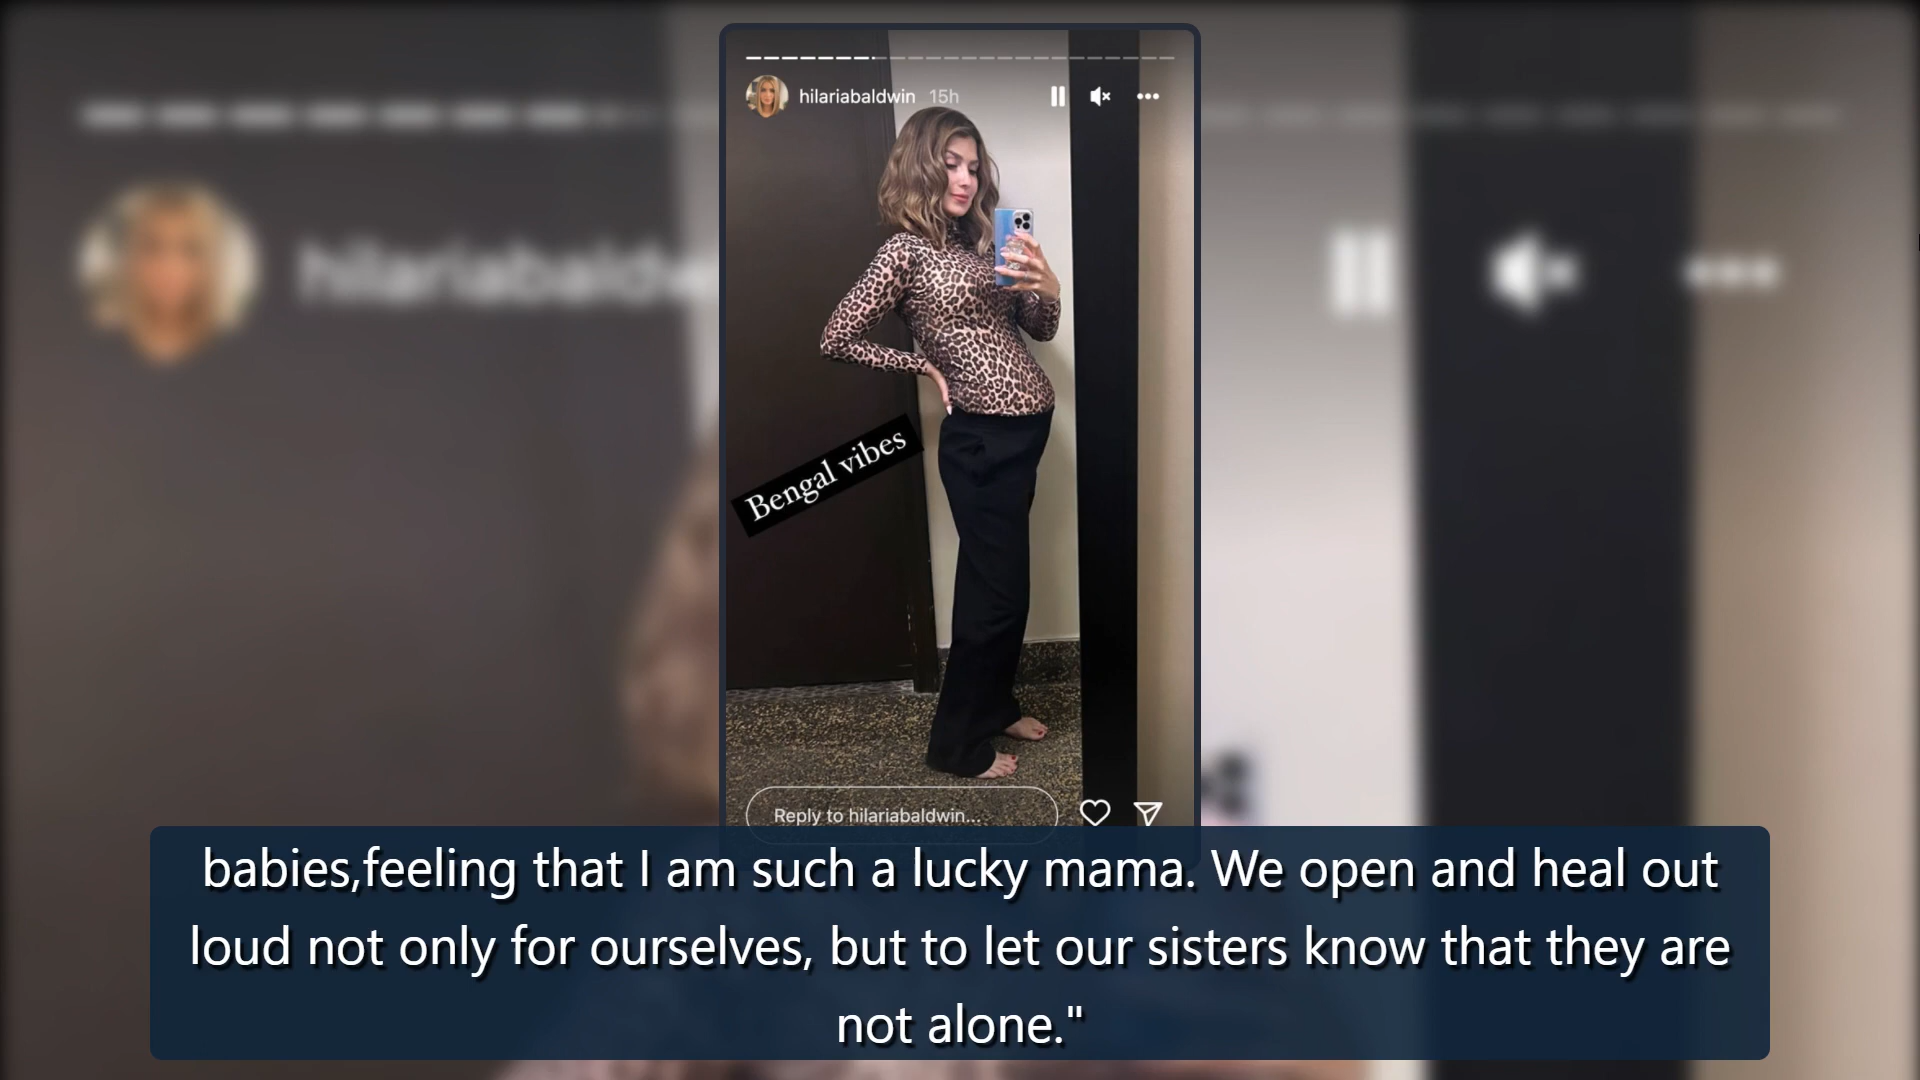 hilariabaldwin 15h
Bengal vibes
Reply to hilariabaldwin...
babies,feeling that I am such a lucky mama. We open and heal out
loud not only for ourselves, but to let our sisters know that they are
not alone."